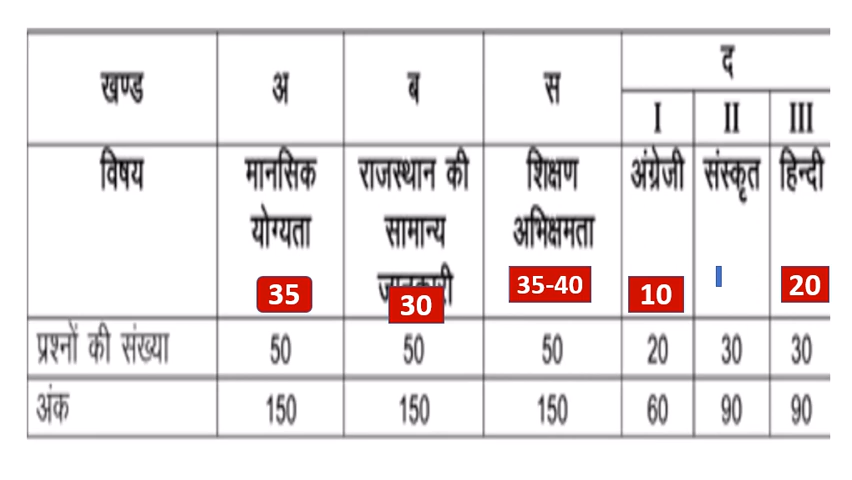 खण्ड अ ब स द
I II III
विषय मानसिक योग्यता राजस्थान की सामान्य जानकारी शिक्षण अभिक्षमता अंग्रेजी संस्कृत हिन्दी
35 30 35-40 10 20
प्रश्नों की संख्या 50 50 50 20 30 30
अंक 150 150 150 60 90 90